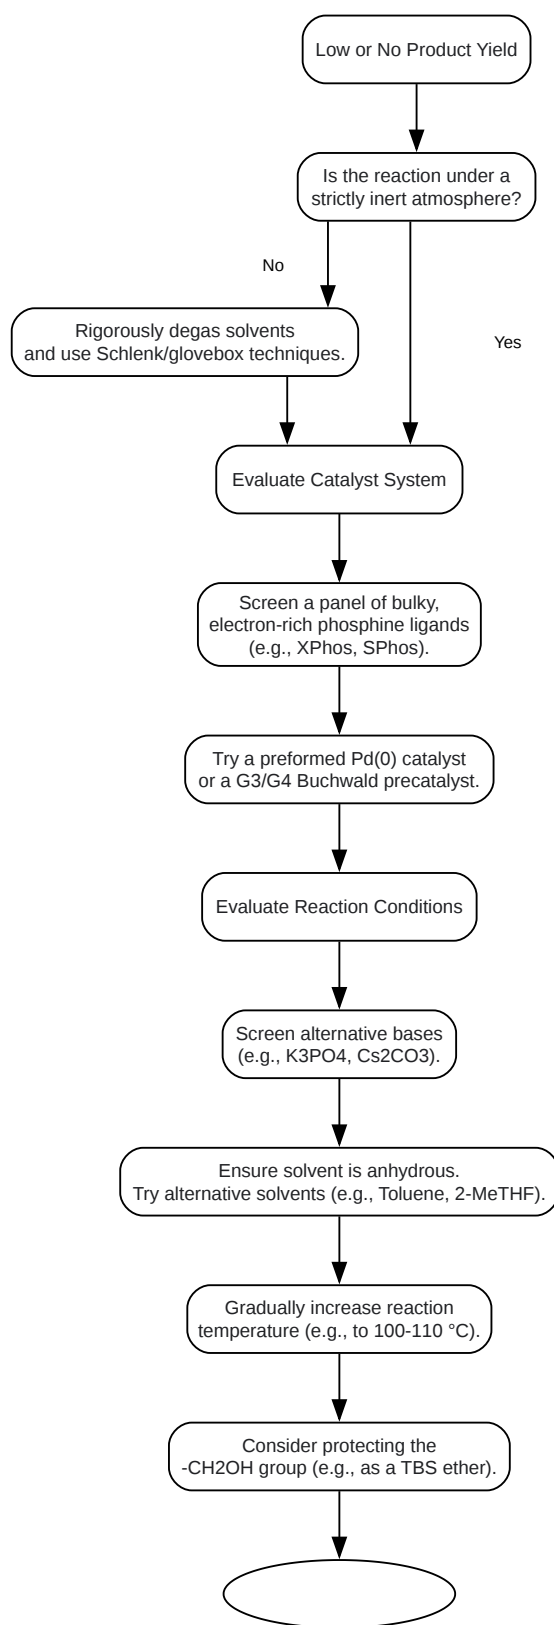 Low or No Product Yield
Is the reaction under a
strictly inert atmosphere?
No
Rigorously degas solvents
and use Schlenk/glovebox techniques.
Yes
Evaluate Catalyst System
Screen a panel of bulky,
electron-rich phosphine ligands
(e.g., XPhos, SPhos).
Try a preformed Pd(0) catalyst
or a G3/G4 Buchwald precatalyst.
Evaluate Reaction Conditions
Screen alternative bases
(e.g., K3PO4, Cs2CO3).
Ensure solvent is anhydrous.
Try alternative solvents (e.g., Toluene, 2-MeTHF).
Gradually increase reaction
temperature (e.g., to 100-110 °C).
Consider protecting the
-CH2OH group (e.g., as a TBS ether).